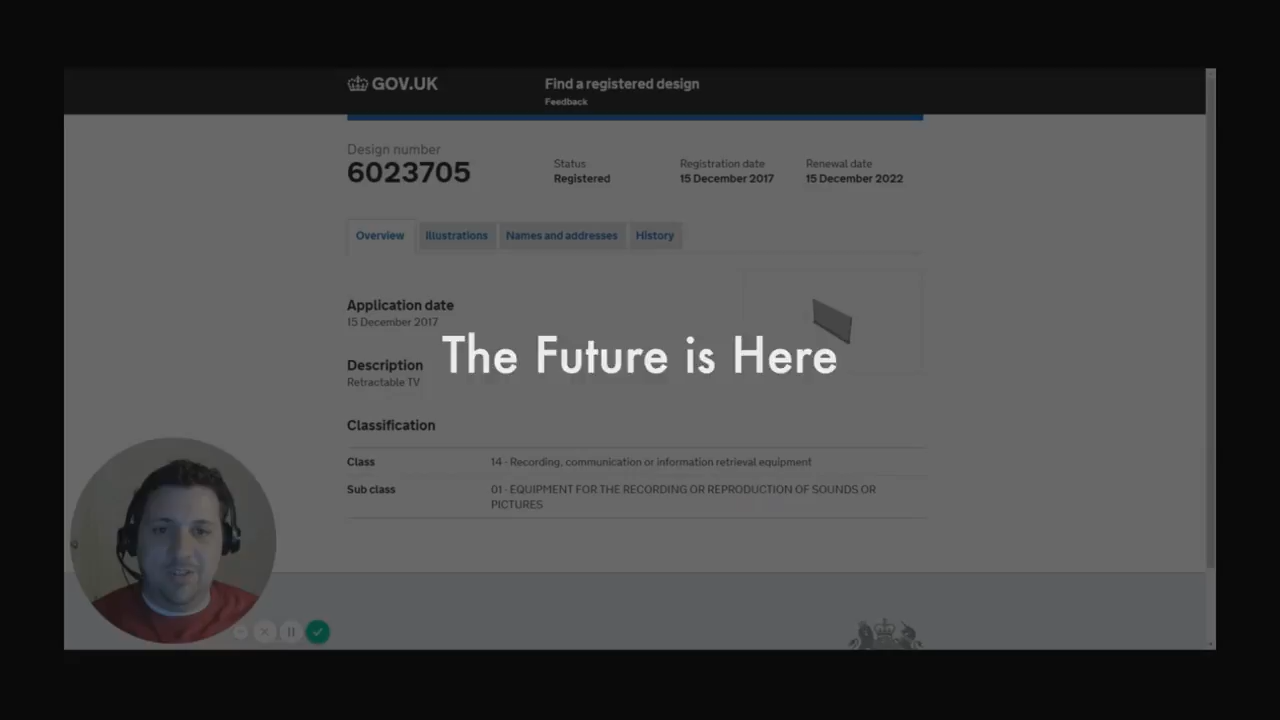 GOV.UK
Find a registered design
Feedback
Design number
6023705
Status
Registered
Registration date
15 December 2017
Renewal date
15 December 2022
Overview
Illustrations
Names and addresses
History
Application date
15 December 2017
The Future is Here
Description
Retractable TV
Classification
Class
14 - Recording, communication or information retrieval equipment
Sub class
01 - EQUIPMENT FOR THE RECORDING OR REPRODUCTION OF SOUNDS OR
PICTURES